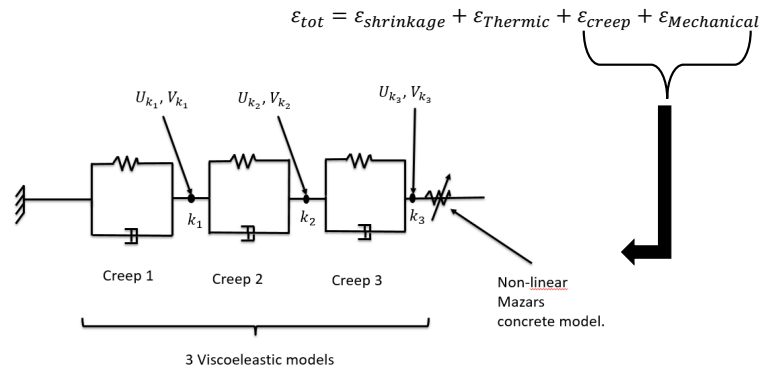 ε_tot = ε_shrinkage + ε_Thermic + ε_creep + ε_Mechanical
U_k₁, V_k₁
U_k₂, V_k₂
U_k₃, V_k₃
k₁
k₂
k₃
Creep 1
Creep 2
Creep 3
Non-linear
Mazars
concrete model.
3 Viscoeleastic models